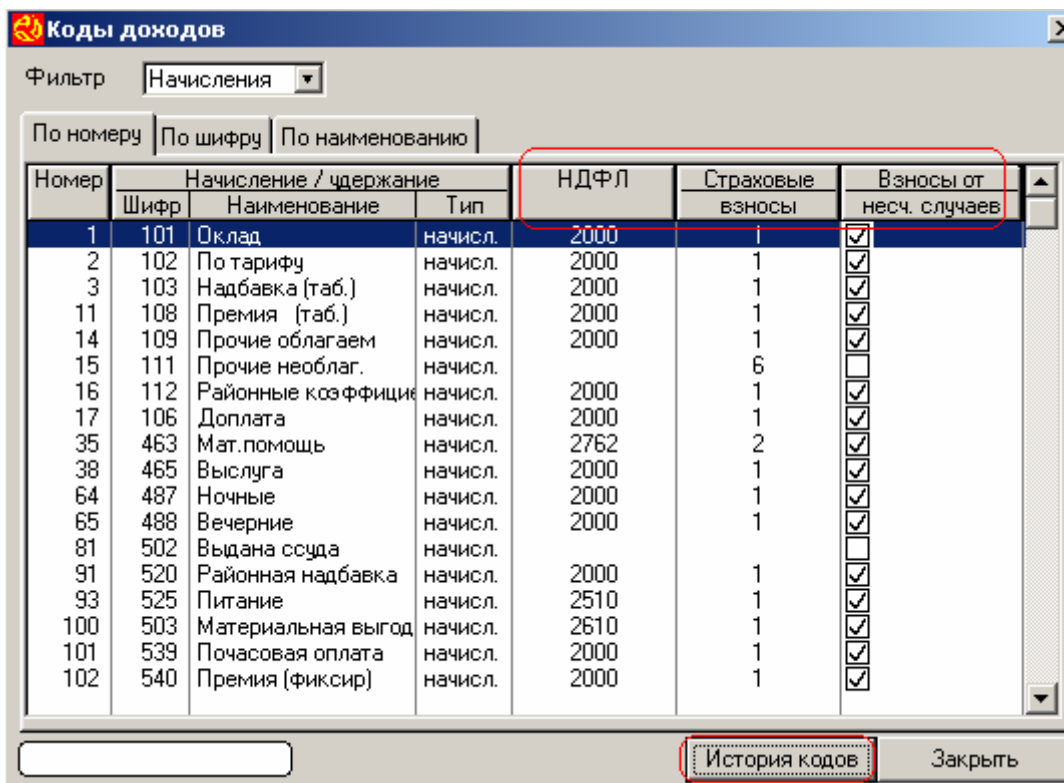 Коды доходов
Фильтр Начисления
По номеру По шифру По наименованию
Номер Начисление / удержание НДФЛ Страховые Взносы от
Шифр Наименование Тип взносы несч. случаев
1 101 Оклад начисл. 2000 1
2 102 По тарифу начисл. 2000 1
3 103 Надбавка (таб.) начисл. 2000 1
11 108 Премия (таб.) начисл. 2000 1
14 109 Прочие облагаем начисл. 2000 1
15 111 Прочие необлаг. начисл. 6
16 112 Районные коэффицие начисл. 2000 1
17 106 Доплата начисл. 2000 1
35 463 Мат.помощь начисл. 2762 2
38 465 Выслуга начисл. 2000 1
64 487 Ночные начисл. 2000 1
65 488 Вечерние начисл. 2000 1
81 502 Выдана ссуда начисл.
91 520 Районная надбавка начисл. 2000 1
93 525 Питание начисл. 2510 1
100 503 Материальная выгод начисл. 2610 1
101 539 Почасовая оплата начисл. 2000 1
102 540 Премия (фиксир) начисл. 2000 1
История кодов Закрыть